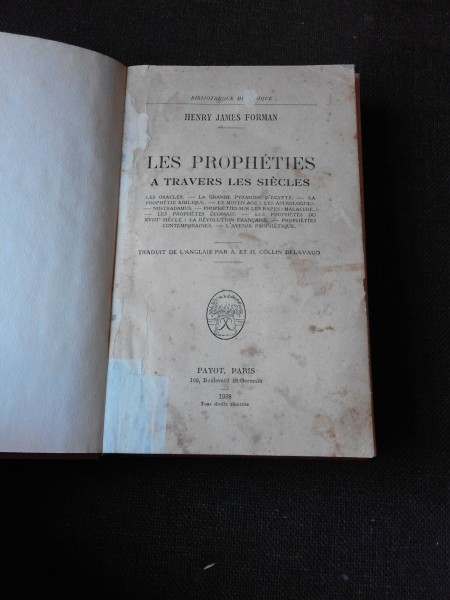 BIBLIOTHÈQUE
HENRY JAMES FORMAN
LES PROPHÉTIES
A TRAVERS LES SIÈCLES
LES ORACLES. — LA GRANDE PYRAMIDE D'ÉGYPTE. — LA
PROPHÉTIE BIBLIQUE. — LE MOYEN AGE : LES ASTROLOGUES.
— NOSTRADAMUS. — PROPHÉTIES SUR LES PAPES : MALACHIE.
— LES PROPHÈTES ÉCOSSAIS. — LES PROPHÈTES DU
XVIIIe SIÈCLE : LA RÉVOLUTION FRANÇAISE. — PROPHÉTIES
CONTEMPORAINES. — L'AVENIR PROPHÉTIQUE.
TRADUIT DE L'ANGLAIS PAR A. ET H. COLLIN DELAVAUD
PAYOT, PARIS
106, Boulevard St-Germain
1938
Tous droits réservés